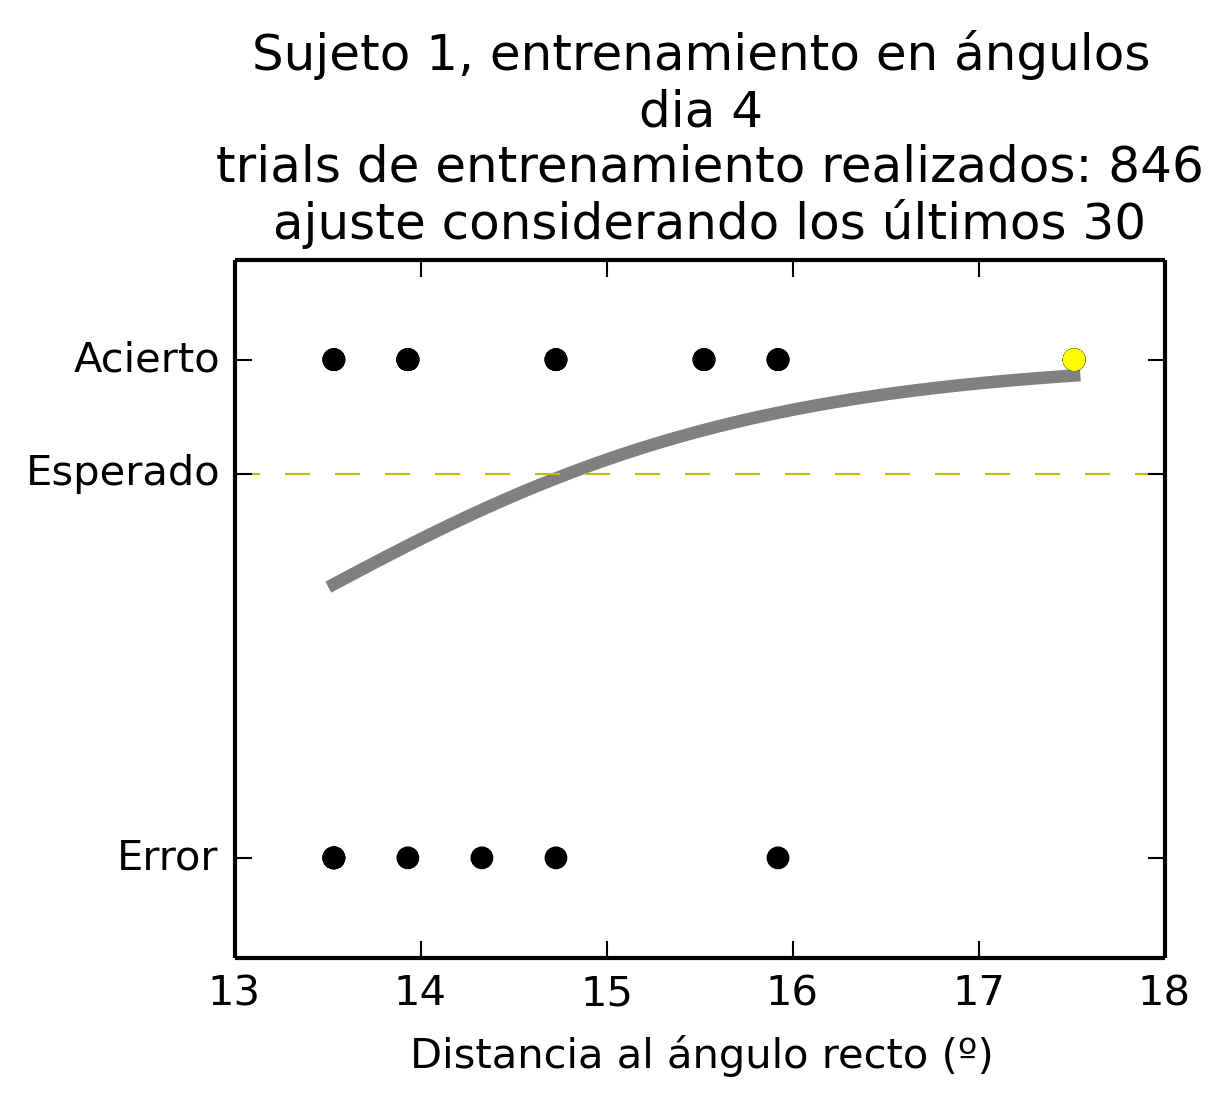 Sujeto 1, entrenamiento en ángulos
dia 4
trials de entrenamiento realizados: 846
ajuste considerando los últimos 30
Acierto
Esperado
Error
13 14 15 16 17 18
Distancia al ángulo recto (º)